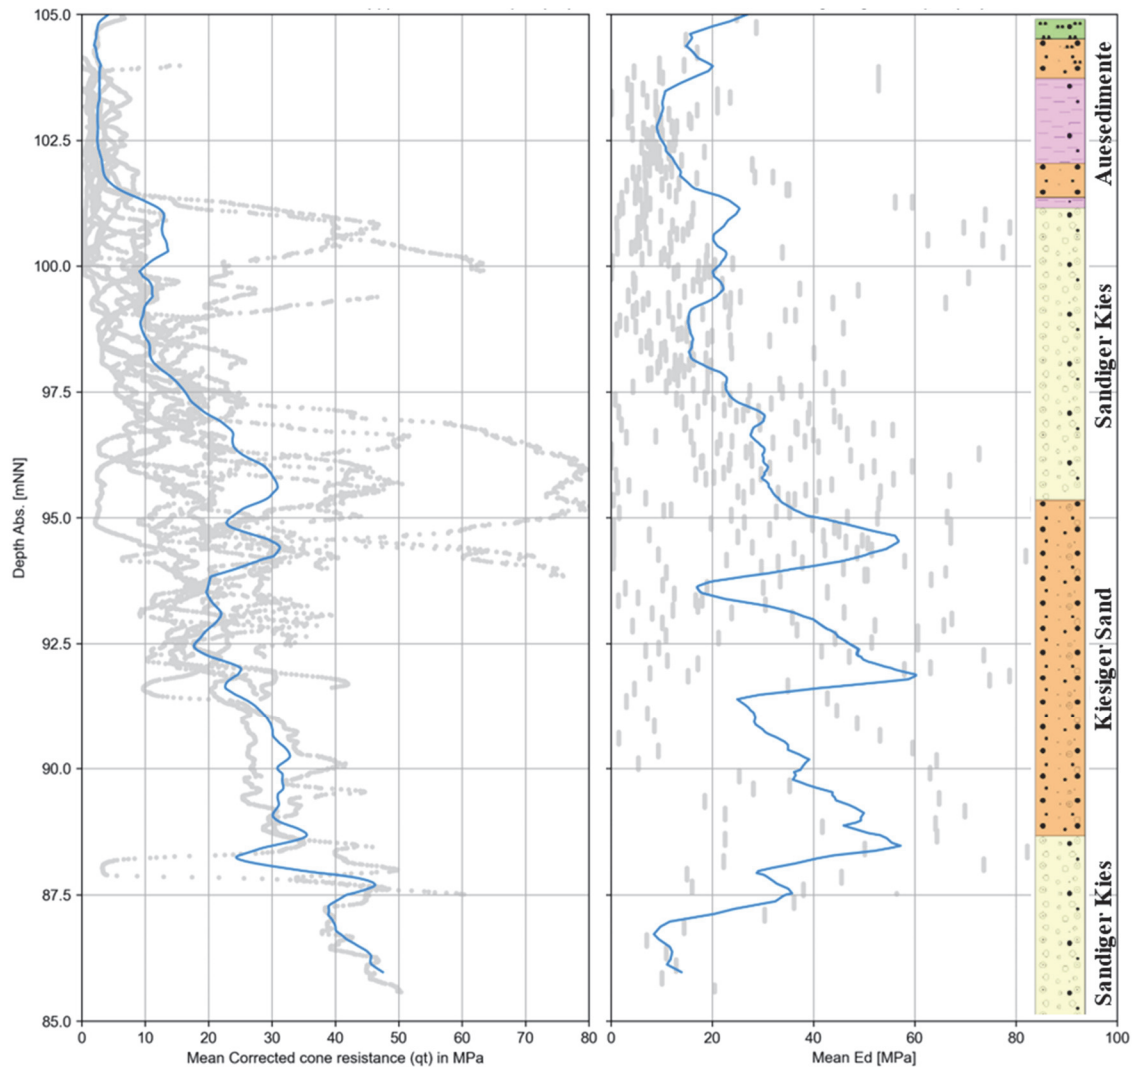 105.0
102.5
100.0
97.5
95.0
92.5
90.0
87.5
85.0
Depth Abs. [mNN]
0 10 20 30 40 50 60 70 80
Mean Corrected cone resistance (qt) in MPa
0 20 40 60 80 100
Mean Ed [MPa]
Auesedimente
Sandiger Kies
Kiesiger Sand
Sandiger Kies